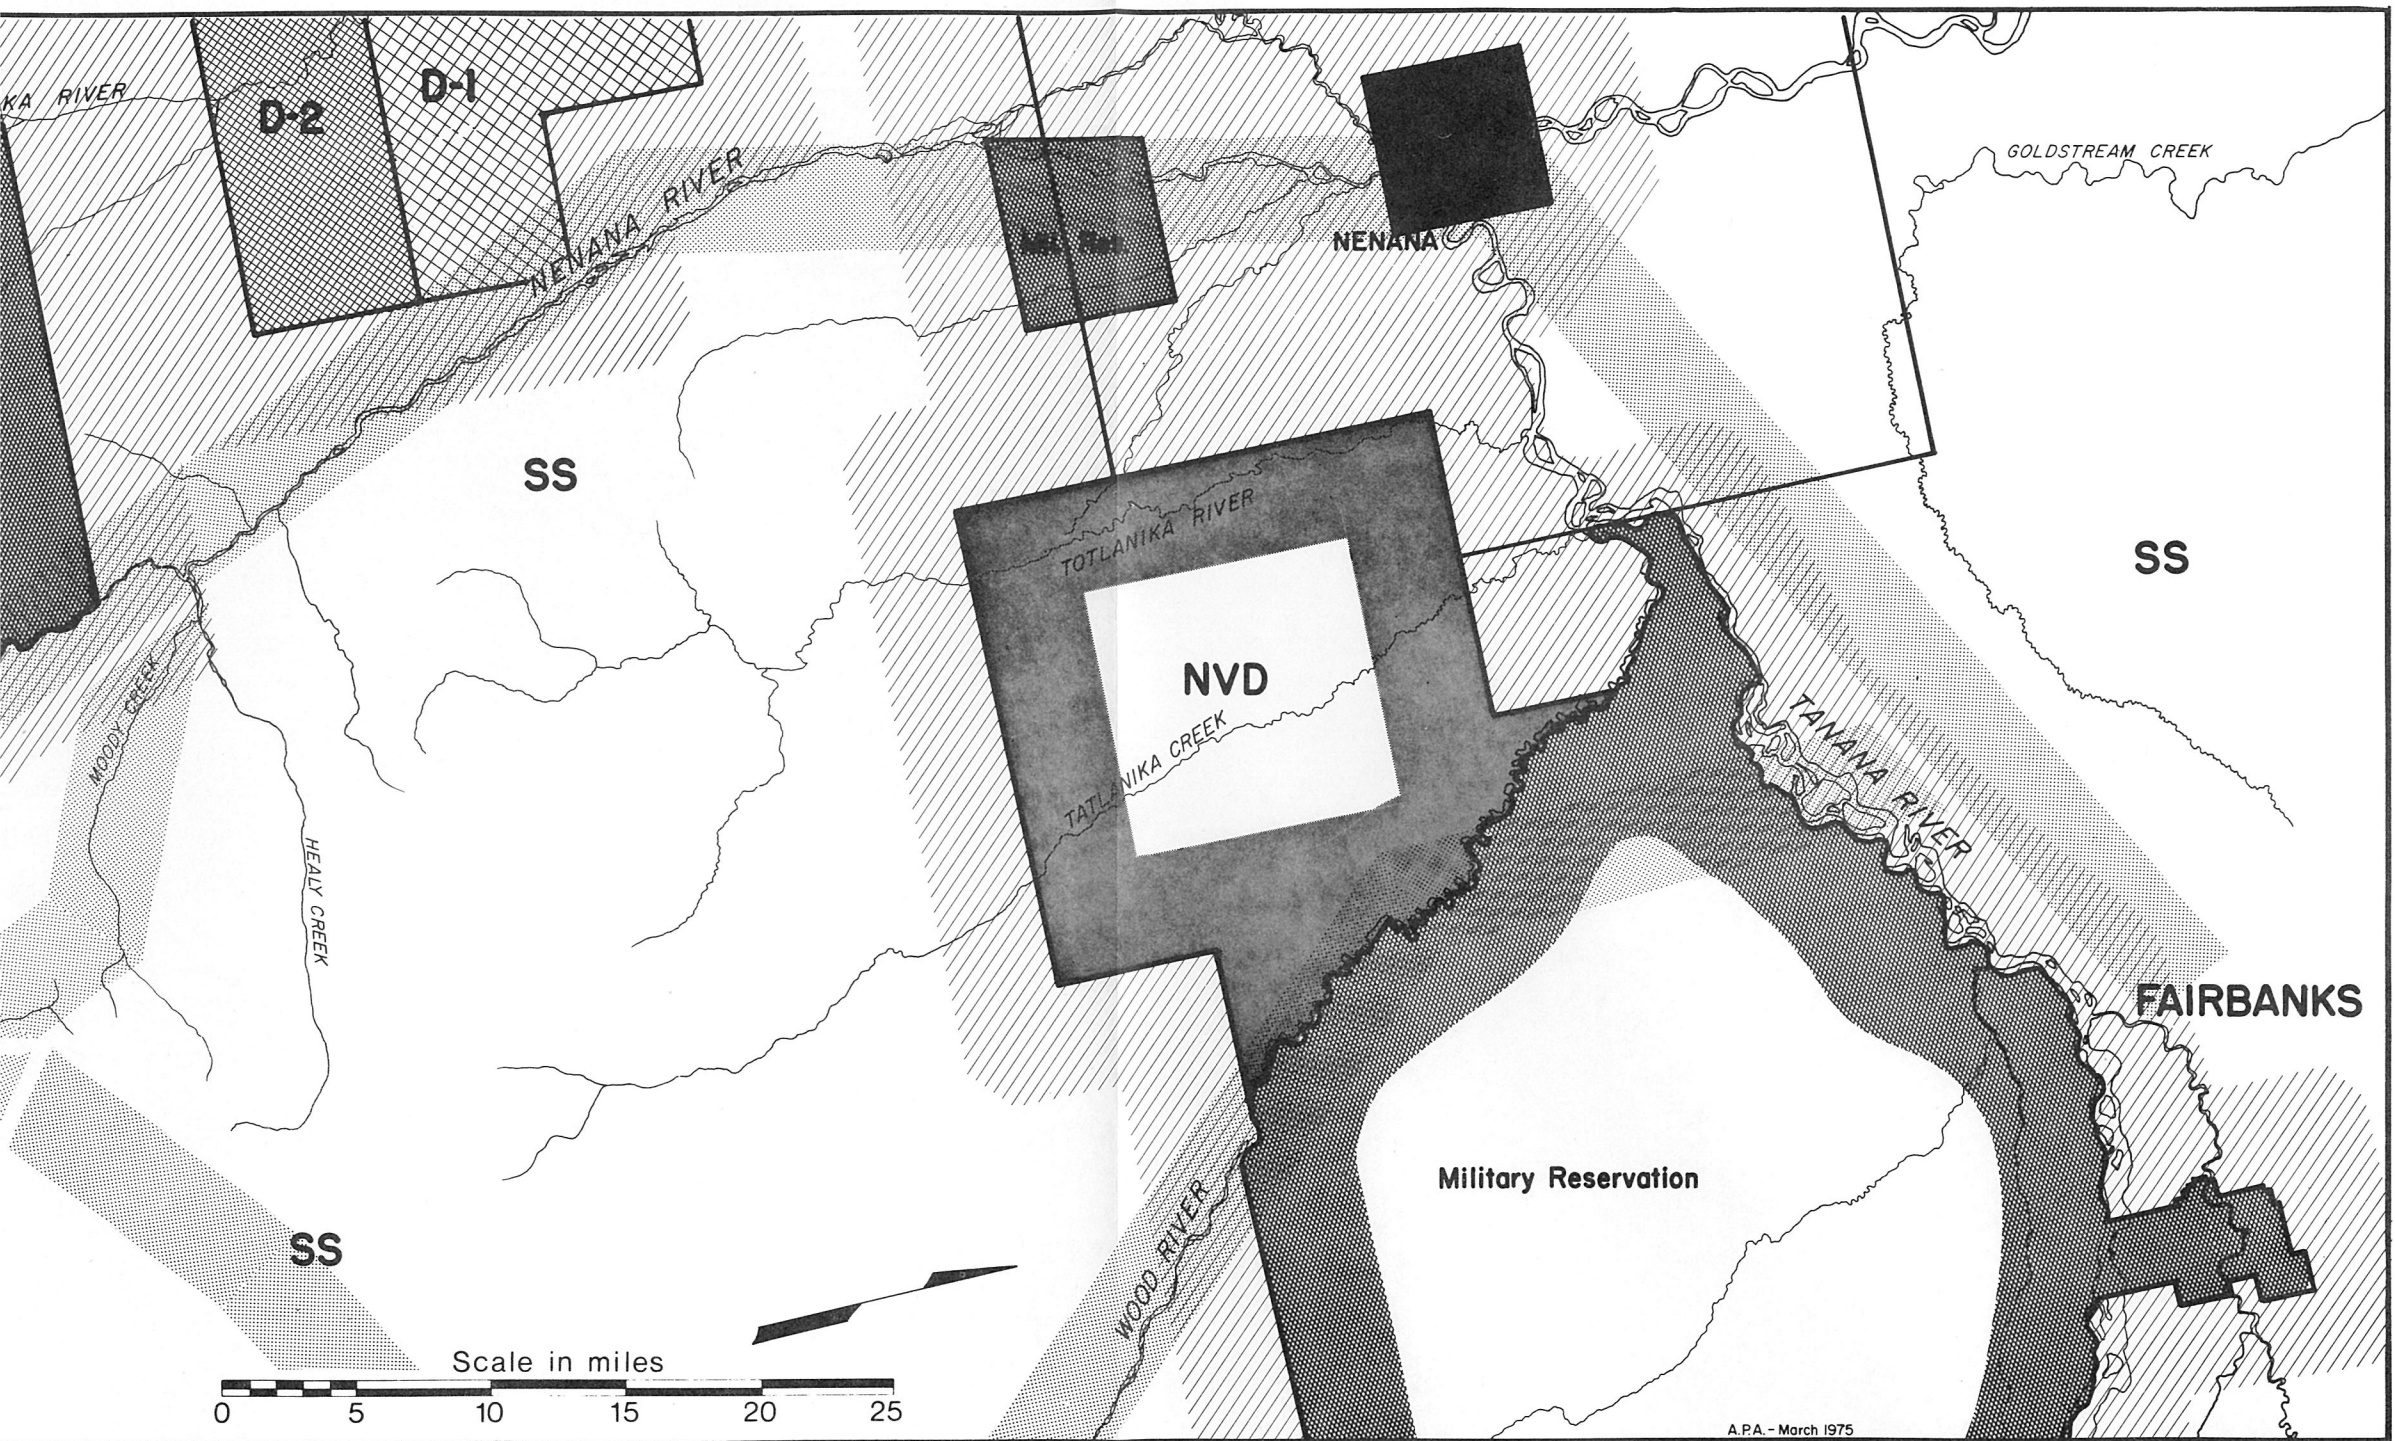 KA RIVER
D-2
D-1
NENANA RIVER
GOLDSTREAM CREEK
NENANA
SS
TOTLANIKA RIVER
SS
NVD
TATLANIKA CREEK
MOODY CREEK
TANANA RIVER
HEALY CREEK
FAIRBANKS
Military Reservation
WOOD RIVER
SS
Scale in miles
0 5 10 15 20 25
A.P.A. - March 1975